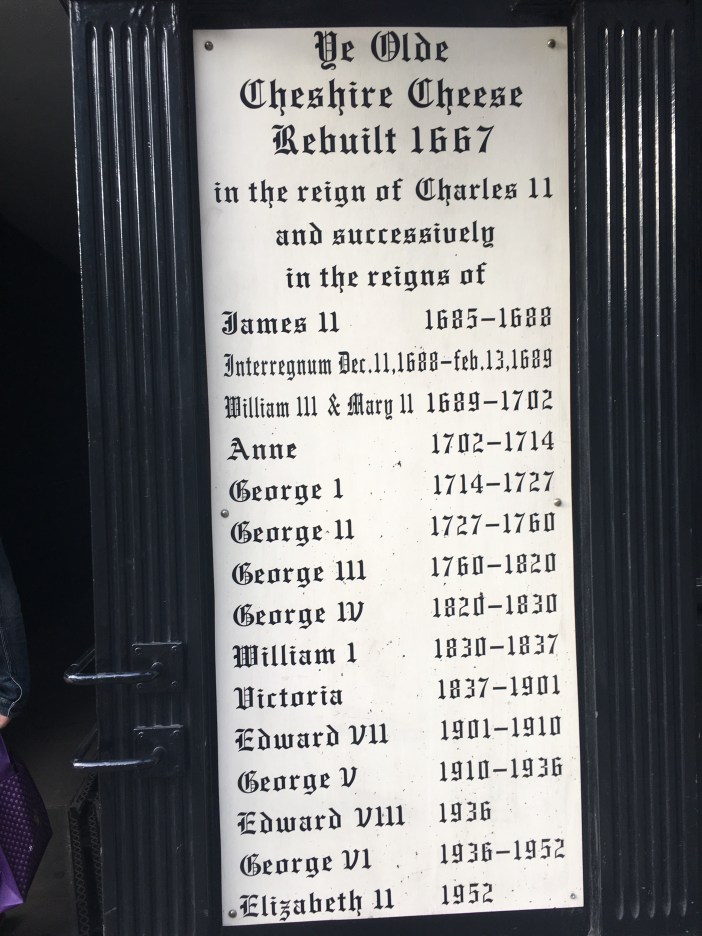 Ye Olde
Cheshire Cheese
Rebuilt 1667
in the reign of Charles 11
and successively
in the reigns of
James 11 1685-1688
Interregnum Dec.11,1688-feb.13,1689
William 111 & Mary 11 1689-1702
Anne 1702-1714
George 1 1714-1727
George 11 1727-1760
George 111 1760-1820
George 1V 1820-1830
William 1 1830-1837
Victoria 1837-1901
Edward V11 1901-1910
George V 1910-1936
Edward V111 1936
George V1 1936-1952
Elizabeth 11 1952